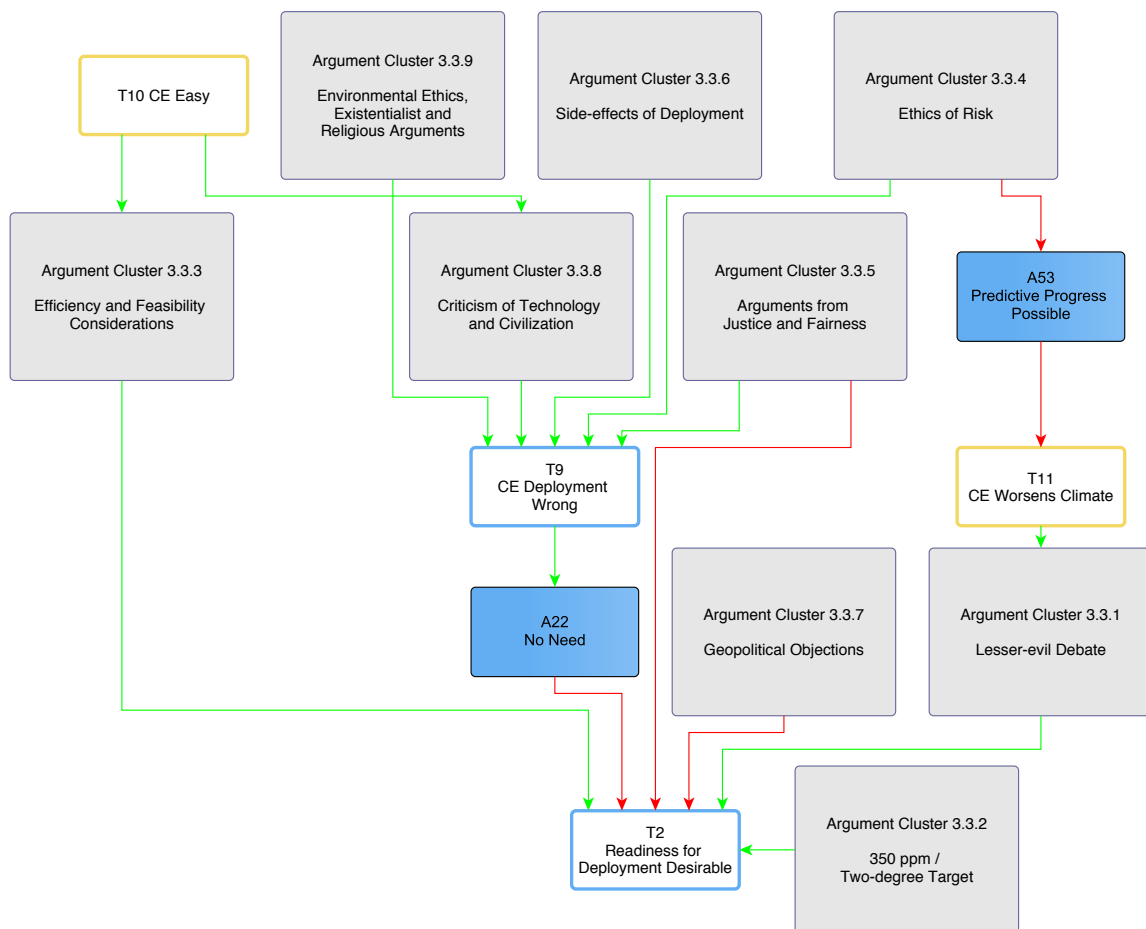 T10 CE Easy
Argument Cluster 3.3.9
Environmental Ethics,
Existentialist and
Religious Arguments
Argument Cluster 3.3.6
Side-effects of Deployment
Argument Cluster 3.3.4
Ethics of Risk
Argument Cluster 3.3.3
Efficiency and Feasibility
Considerations
Argument Cluster 3.3.8
Criticism of Technology
and Civilization
Argument Cluster 3.3.5
Arguments from
Justice and Fairness
A53
Predictive Progress
Possible
T9
CE Deployment
Wrong
T11
CE Worsens Climate
A22
No Need
Argument Cluster 3.3.7
Geopolitical Objections
Argument Cluster 3.3.1
Lesser-evil Debate
T2
Readiness for
Deployment Desirable
Argument Cluster 3.3.2
350 ppm /
Two-degree Target